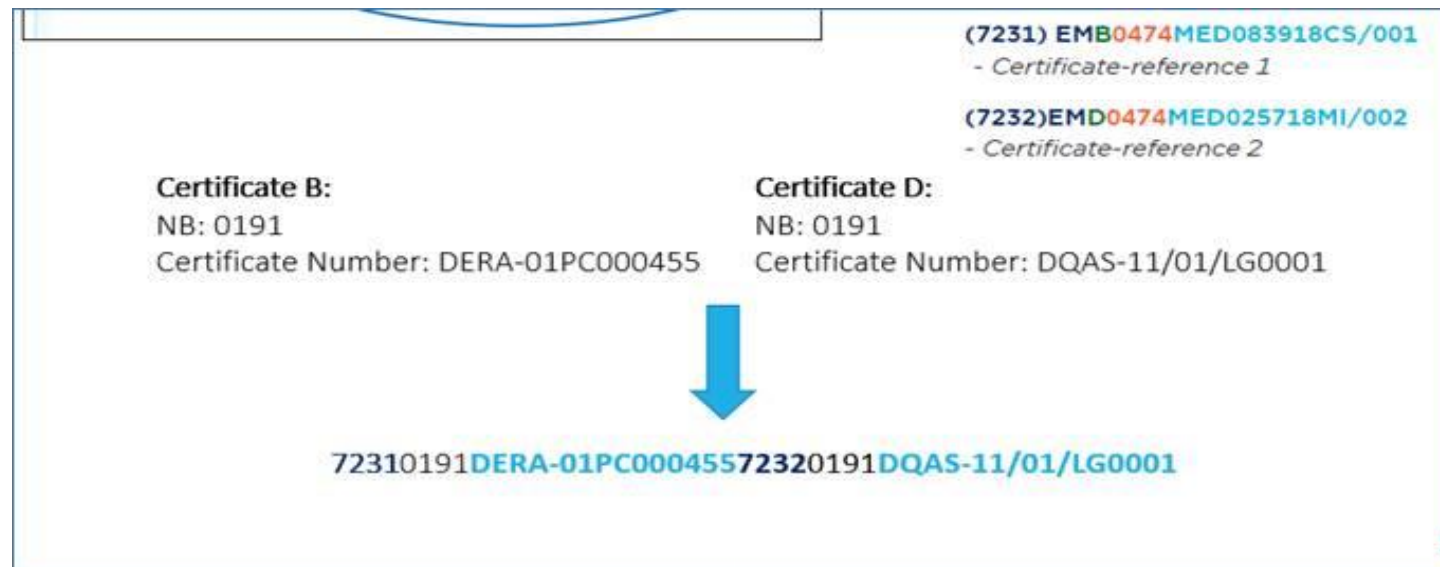 (7231) EMB0474MED083918CS/001
- Certificate-reference 1
(7232)EMD0474MED025718MI/002
- Certificate-reference 2
Certificate B:
NB: 0191
Certificate Number: DERA-01PC000455
Certificate D:
NB: 0191
Certificate Number: DQAS-11/01/LG0001
72310191DERA-01PC00045572320191DQAS-11/01/LG0001